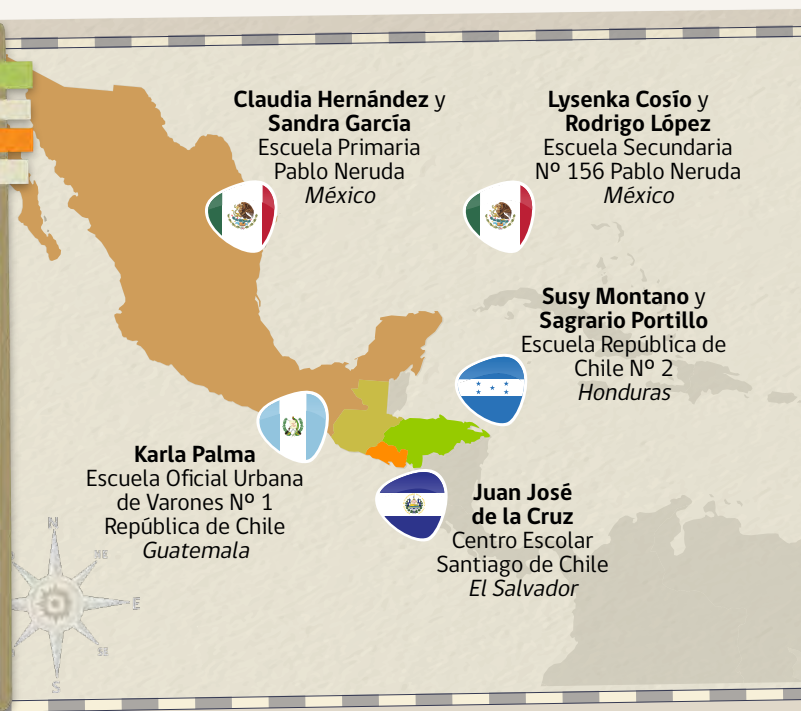 Claudia Hernández y
Sandra García
Escuela Primaria
Pablo Neruda
México
Lysenka Cosío y
Rodrigo López
Escuela Secundaria
Nº 156 Pablo Neruda
México
Susy Montano y
Sagrario Portillo
Escuela República de
Chile Nº 2
Honduras
Karla Palma
Escuela Oficial Urbana
de Varones Nº 1
República de Chile
Guatemala
Juan José
de la Cruz
Centro Escolar
Santiago de Chile
El Salvador
N
NE
E
S